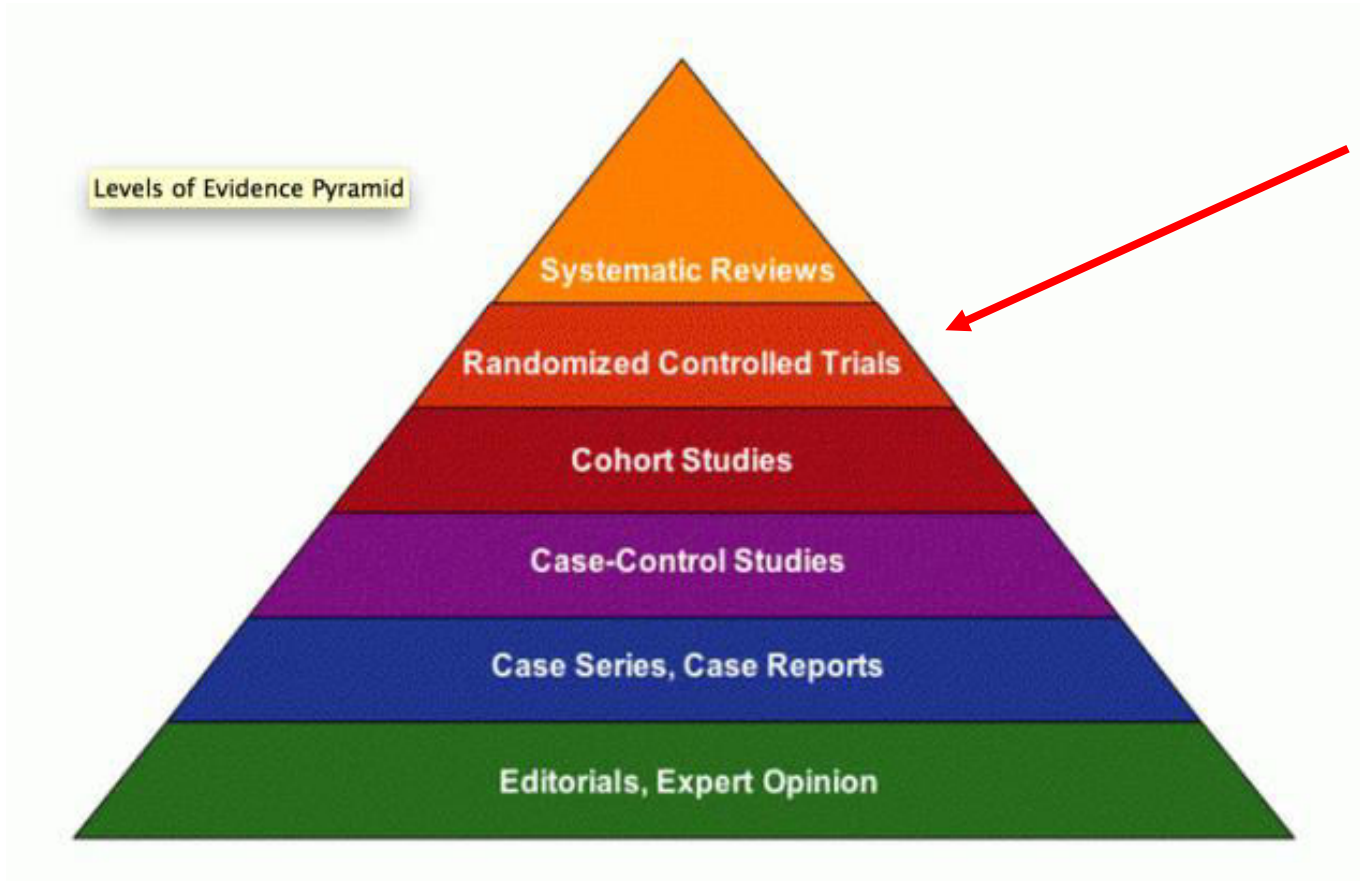 Levels of Evidence Pyramid
Systematic Reviews
Randomized Controlled Trials
Cohort Studies
Case-Control Studies
Case Series, Case Reports
Editorials, Expert Opinion